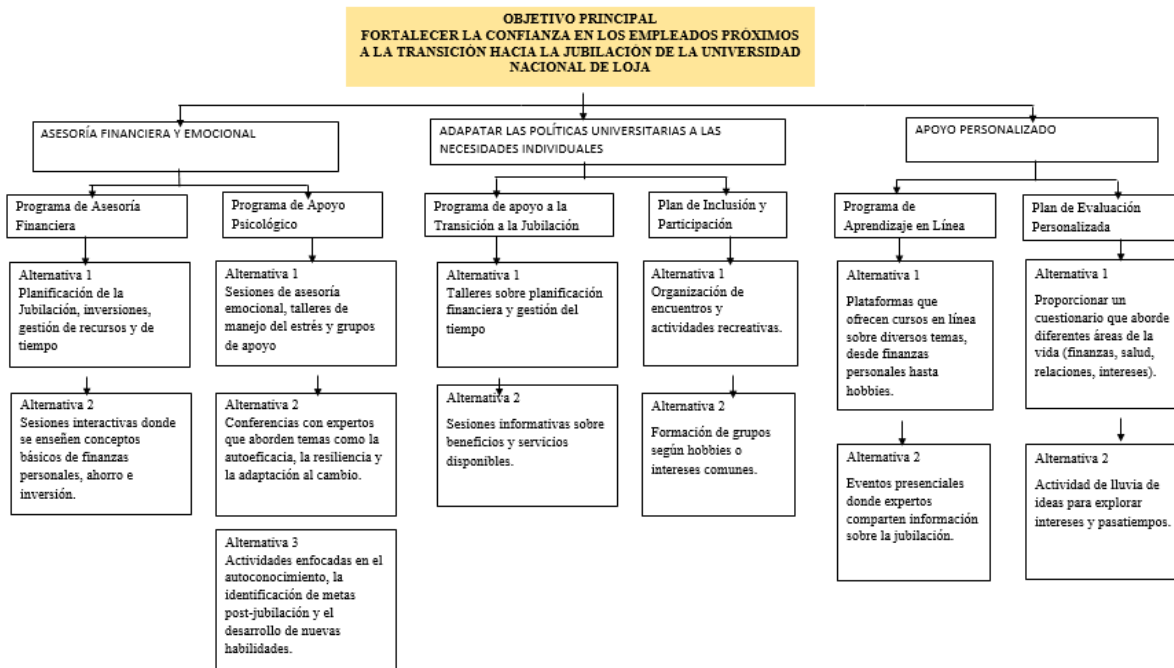 OBJETIVO PRINCIPAL
FORTALECER LA CONFIANZA EN LOS EMPLEADOS PRÓXIMOS
A LA TRANSICIÓN HACIA LA JUBILACIÓN DE LA UNIVERSIDAD
NACIONAL DE LOJA
ASESORÍA FINANCIERA Y EMOCIONAL
ADAPATAR LAS POLÍTICAS UNIVERSITARIAS A LAS
NECESIDADES INDIVIDUALES
APOYO PERSONALIZADO
Programa de Asesoría
Financiera
Programa de Apoyo
Psicológico
Programa de apoyo a la
Transición a la Jubilación
Plan de Inclusión y
Participación
Programa de
Aprendizaje en Línea
Plan de Evaluación
Personalizada
Alternativa 1
Planificación de la
Jubilación, inversiones,
gestión de recursos y de
tiempo
Alternativa 1
Sesiones de asesoría
emocional, talleres de
manejo del estrés y grupos
de apoyo
Alternativa 1
Talleres sobre planificación
financiera y gestión del
tiempo
Alternativa 1
Organización de
encuentros y
actividades recreativas.
Alternativa 1
Plataformas que
ofrecen cursos en línea
sobre diversos temas,
desde finanzas
personales hasta
hobbies.
Alternativa 1
Proporcionar un
cuestionario que aborde
diferentes áreas de la
vida (finanzas, salud,
relaciones, intereses).
Alternativa 2
Sesiones interactivas donde
se enseñen conceptos
básicos de finanzas
personales, ahorro e
inversión.
Alternativa 2
Conferencias con expertos
que aborden temas como la
autoeficacia, la resiliencia y
la adaptación al cambio.
Alternativa 2
Sesiones informativas sobre
beneficios y servicios
disponibles.
Alternativa 2
Formación de grupos
según hobbies o
intereses comunes.
Alternativa 2
Eventos presenciales
donde expertos
comparten información
sobre la jubilación.
Alternativa 2
Actividad de lluvia de
ideas para explorar
intereses y pasatiempos.
Alternativa 3
Actividades enfocadas en el
autoconocimiento, la
identificación de metas
post-jubilación y el
desarrollo de nuevas
habilidades.